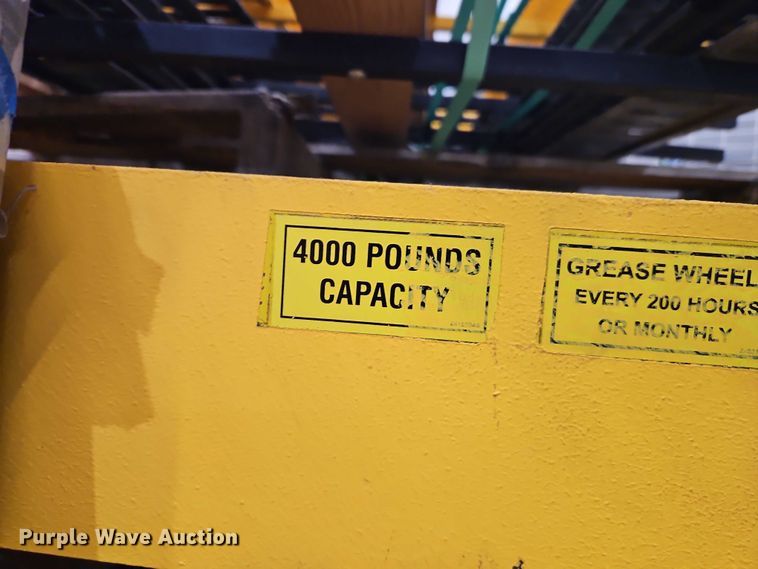 4000 POUNDS
CAPACITY
GREASE WHEEL
EVERY 200 HOURS
OR MONTHLY
Purple Wave Auction